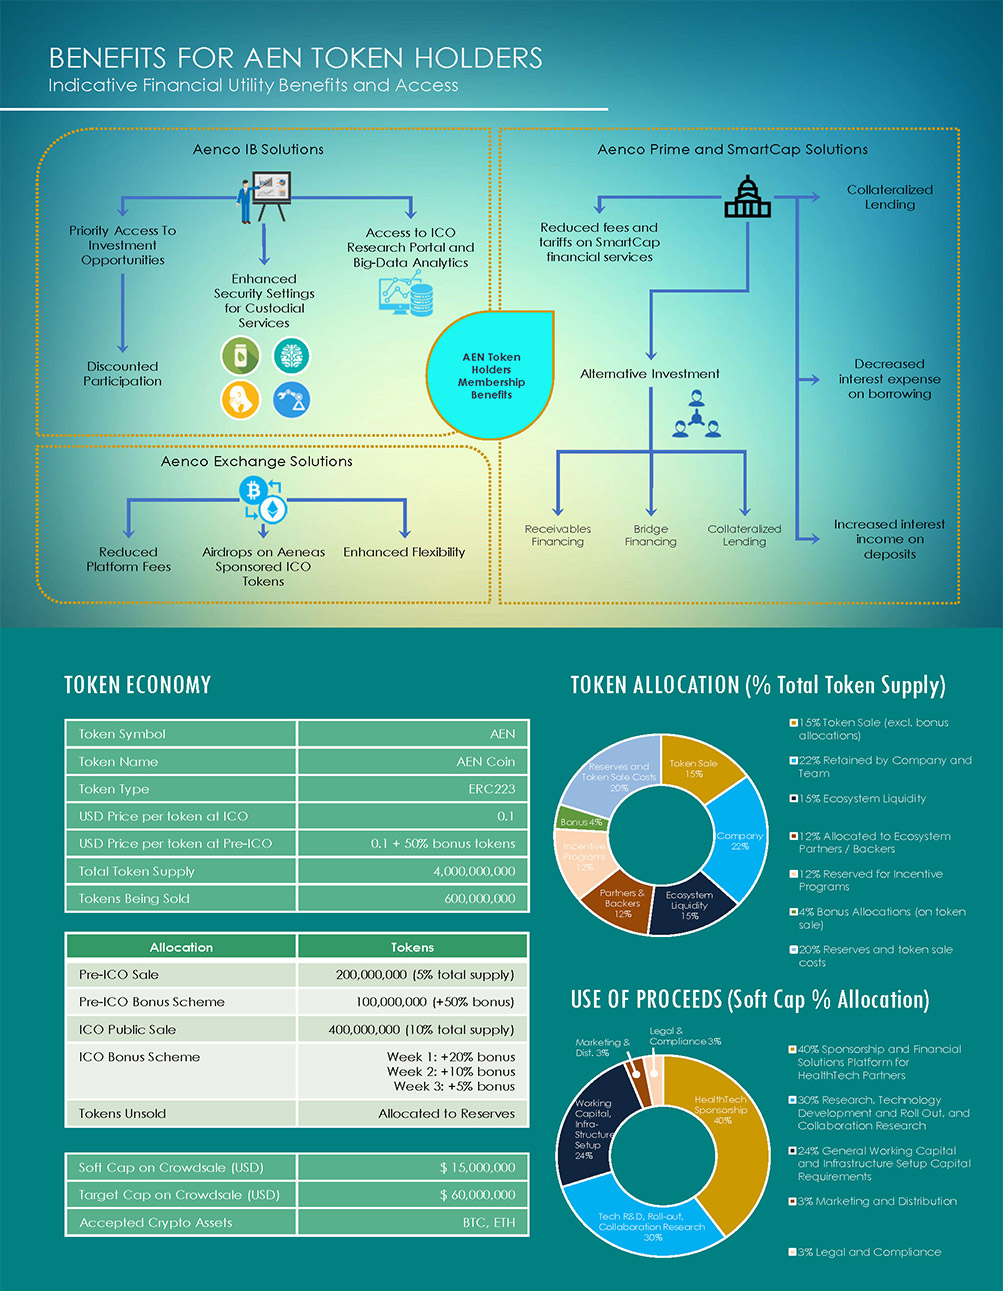 BENEFITS FOR AEN TOKEN HOLDERS
Indicative Financial Utility Benefits and Access
Aenco IB Solutions
Priority Access To
Investment
Opportunities
Discounted
Participation
Enhanced
Security Settings
for Custodial
Services
Access to ICO
Research Portal and
Big-Data Analytics
AEN Token
Holders
Membership
Benefits
Aenco Prime and SmartCap Solutions
Reduced fees and
tariffs on SmartCap
financial services
Collateralized
Lending
Alternative Investment
Decreased
interest expense
on borrowing
Receivables
Financing
Bridge
Financing
Collateralized
Lending
Increased interest
income on
deposits
Aenco Exchange Solutions
Reduced
Platform Fees
Airdrops on Aeneas
Sponsored ICO
Tokens
Enhanced Flexibility
TOKEN ECONOMY
Token Symbol AEN
Token Name AEN Coin
Token Type ERC223
USD Price per token at ICO 0.1
USD Price per token at Pre-ICO 0.1 + 50% bonus tokens
Total Token Supply 4,000,000,000
Tokens Being Sold 600,000,000
Allocation Tokens
Pre-ICO Sale 200,000,000 (5% total supply)
Pre-ICO Bonus Scheme 100,000,000 (+50% bonus)
ICO Public Sale 400,000,000 (10% total supply)
ICO Bonus Scheme Week 1: +20% bonus
Week 2: +10% bonus
Week 3: +5% bonus
Tokens Unsold Allocated to Reserves
Soft Cap on Crowdsale (USD) $ 15,000,000
Target Cap on Crowdsale (USD) $ 60,000,000
Accepted Crypto Assets BTC, ETH
TOKEN ALLOCATION (% Total Token Supply)
Token Sale
15%
Company
22%
Ecosystem
Liquidity
15%
Partners &
Backers
12%
Incentive
Programs
12%
Bonus 4%
Reserves and
Token Sale Costs
20%
15% Token Sale (excl. bonus
allocations)
22% Retained by Company and
Team
15% Ecosystem Liquidity
12% Allocated to Ecosystem
Partners / Backers
12% Reserved for Incentive
Programs
4% Bonus Allocations (on token
sale)
20% Reserves and token sale
costs
USE OF PROCEEDS (Soft Cap % Allocation)
Marketing &
Dist. 3%
Legal &
Compliance 3%
HealthTech
Sponsorship
40%
Working
Capital,
Infra-
Structure
Setup
24%
Tech R&D, Roll-out,
Collaboration Research
30%
40% Sponsorship and Financial
Solutions Platform for
HealthTech Partners
30% Research, Technology
Development and Roll Out, and
Collaboration Research
24% General Working Capital
and Infrastructure Setup Capital
Requirements
3% Marketing and Distribution
3% Legal and Compliance